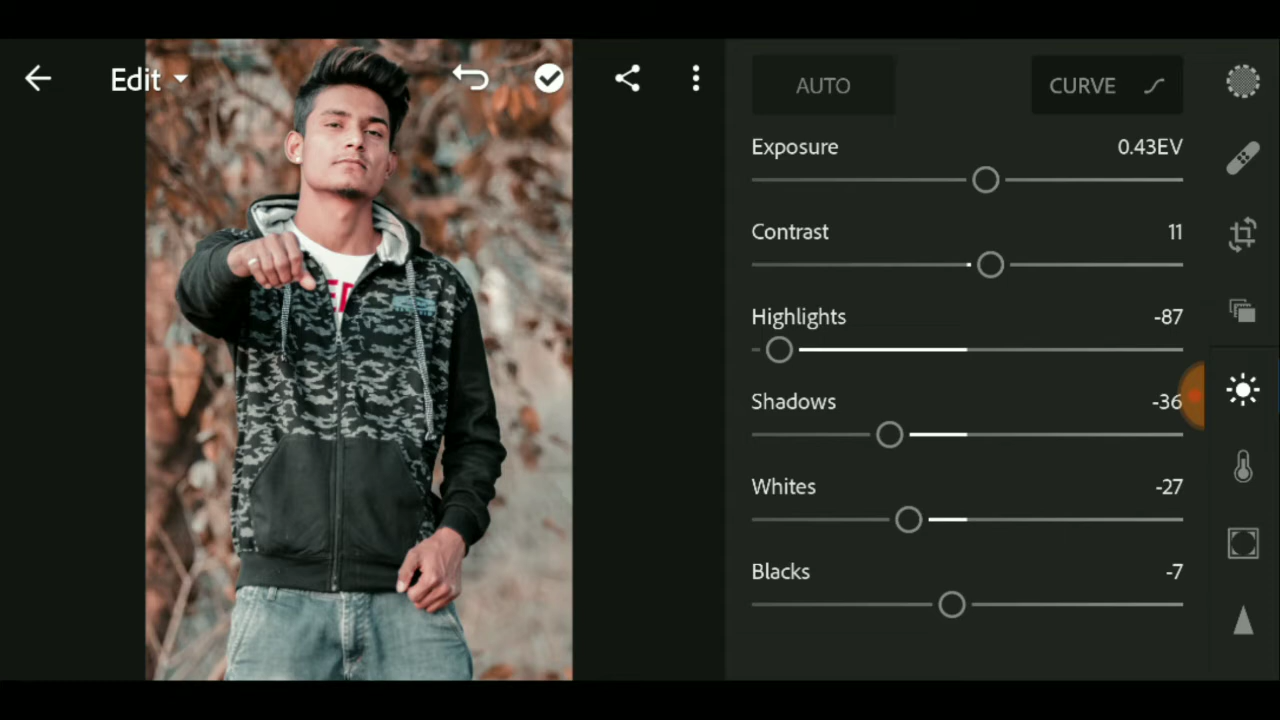 Edit
AUTO
CURVE
Exposure 0.43EV
Contrast 11
Highlights -87
Shadows -36
Whites -27
Blacks -7